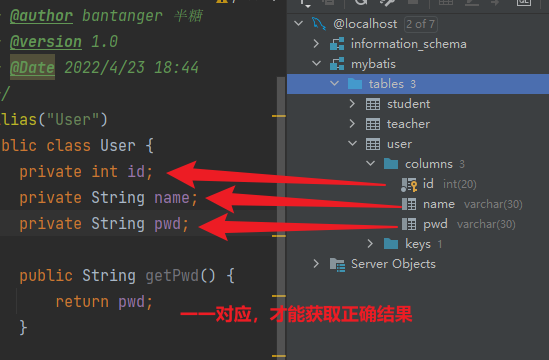 @author bantanger 半糖
@version 1.0
@Date 2022/4/23 18:44
/
lias("User")
blic class User {
private int id;
private String name;
private String pwd;
public String getPwd() {
return pwd;
}
@localhost 2 of 7
information_schema
mybatis
tables 3
student
teacher
user
columns 3
id int(20)
name varchar(30)
pwd varchar(30)
keys 1
Server Objects
一一对应，才能获取正确结果